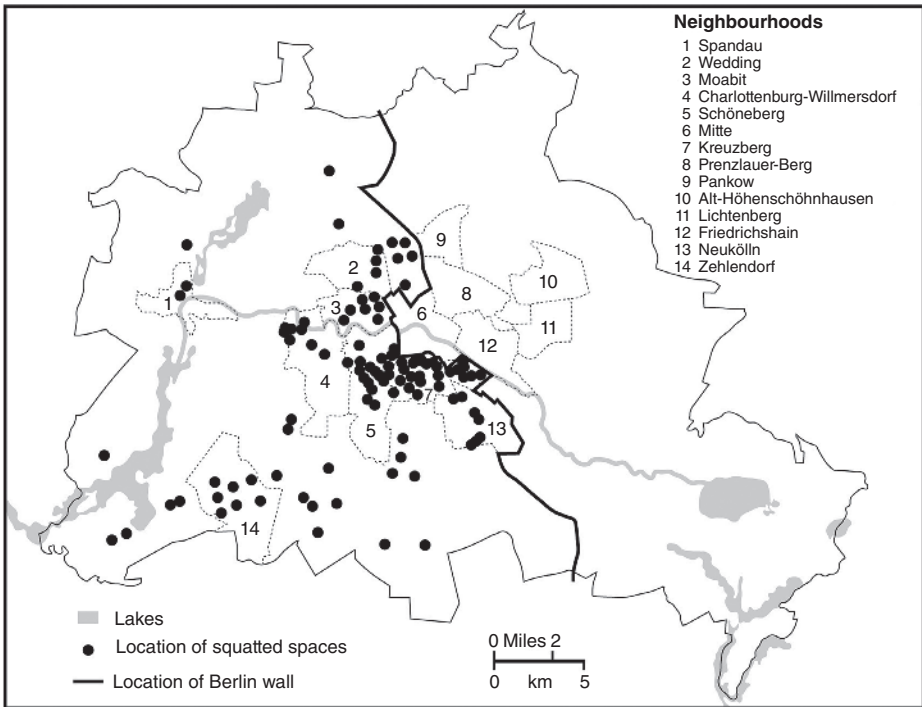 Neighbourhoods
1 Spandau
2 Wedding
3 Moabit
4 Charlottenburg-Willmersdorf
5 Schöneberg
6 Mitte
7 Kreuzberg
8 Prenzlauer-Berg
9 Pankow
10 Alt-Höhenschöhnhausen
11 Lichtenberg
12 Friedrichshain
13 Neukölln
14 Zehlendorf
9
2
10
8
1
3
6
11
12
4
7
5
13
14
Lakes
Location of squatted spaces
Location of Berlin wall
0 Miles 2
0 km 5